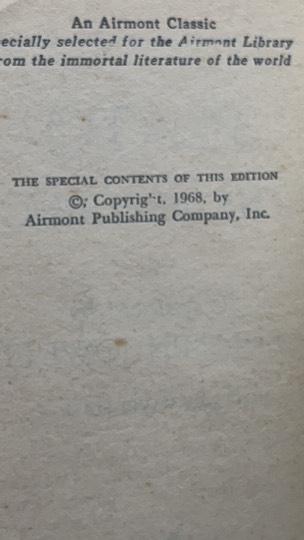 An Airmont Classic
ecially selected for the Airmont Library
rom the immortal literature of the world
THE SPECIAL CONTENTS OF THIS EDITION
©; Copyright, 1968, by
Airmont Publishing Company, Inc.